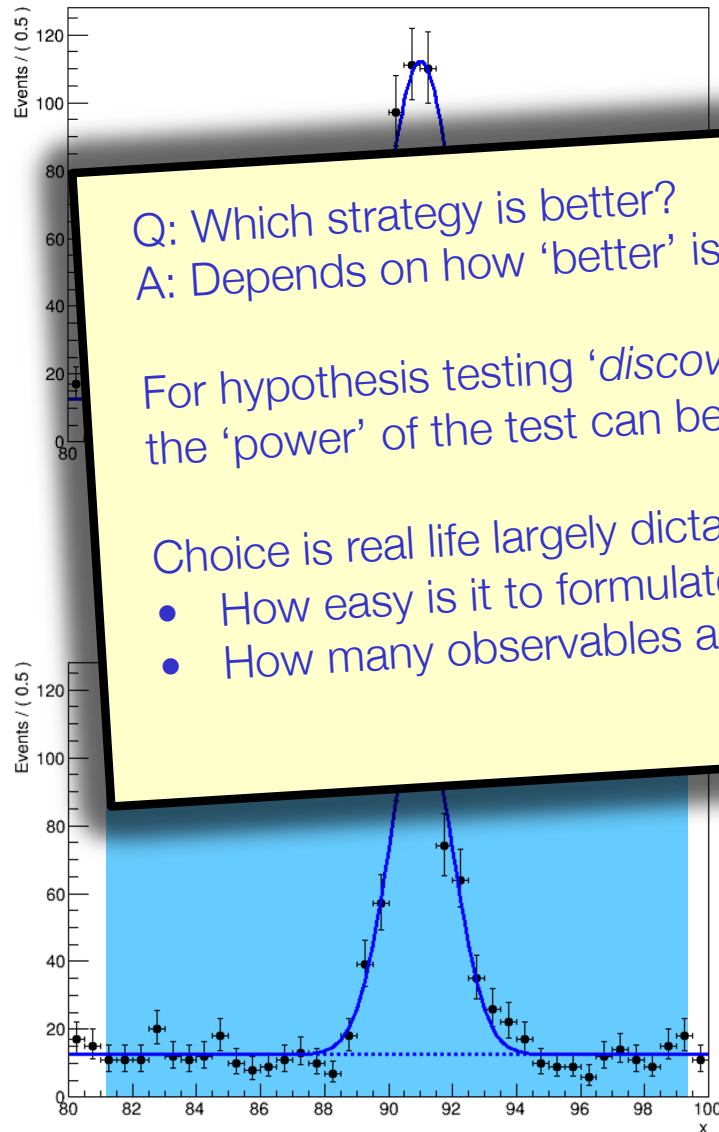 Events / ( 0.5 )
120
100
80
60
40
20
0
80
Q: Which strategy is better?
A: Depends on how ‘better’ is
For hypothesis testing ‘discov
the ‘power’ of the test can be
Choice is real life largely dicta
• How easy is it to formulate
• How many observables a
Events / ( 0.5 )
120
100
80
60
40
20
0
80 82 84 86 88 90 92 94 96 98 100
x